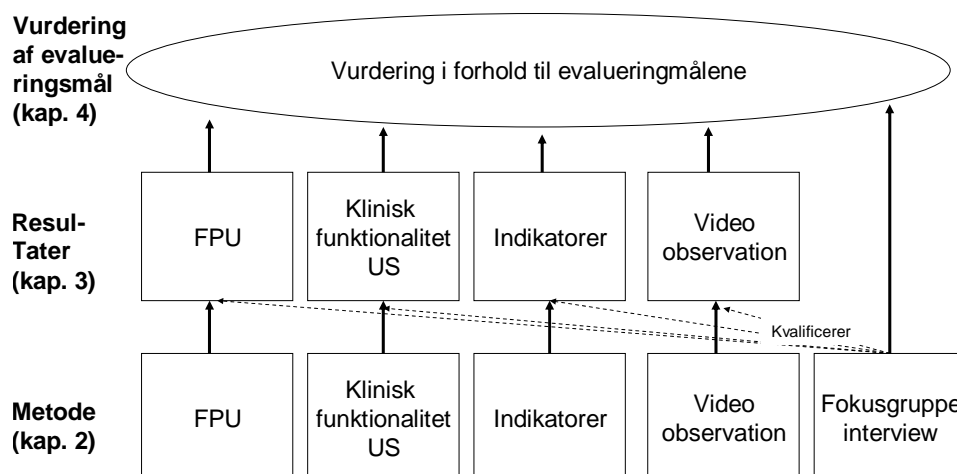 Vurdering
af evalue-
ringsmål
(kap. 4)
Vurdering i forhold til evalueringmålene
Resul-
Tater
(kap. 3)
FPU
Klinisk
funktionalitet
US
Indikatorer
Video
observation
Kvalificerer
Metode
(kap. 2)
FPU
Klinisk
funktionalitet
US
Indikatorer
Video
observation
Fokusgruppe
interview